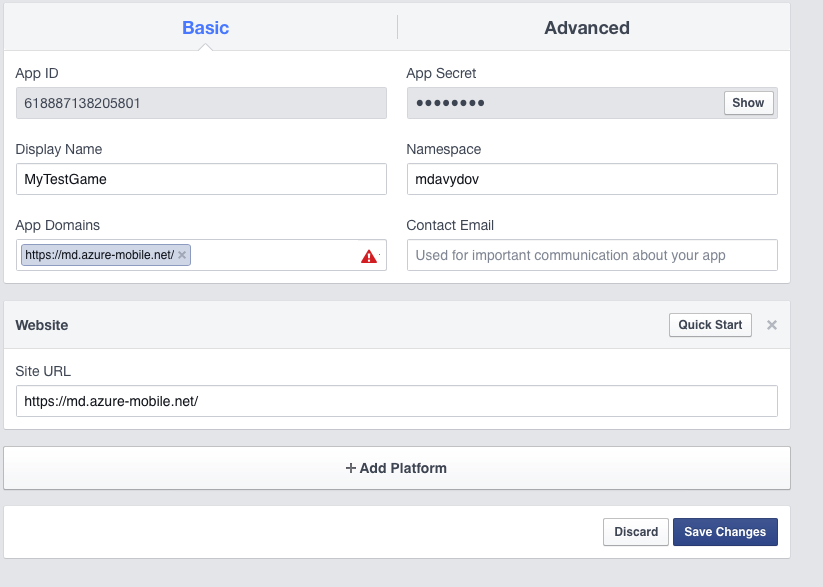 Basic
Advanced
App ID
App Secret
618887138205801
●●●●●●●●
Show
Display Name
Namespace
MyTestGame
mdavydov
App Domains
Contact Email
https://md.azure-mobile.net/ ×
Used for important communication about your app
Website
Quick Start
×
Site URL
https://md.azure-mobile.net/
+ Add Platform
Discard
Save Changes